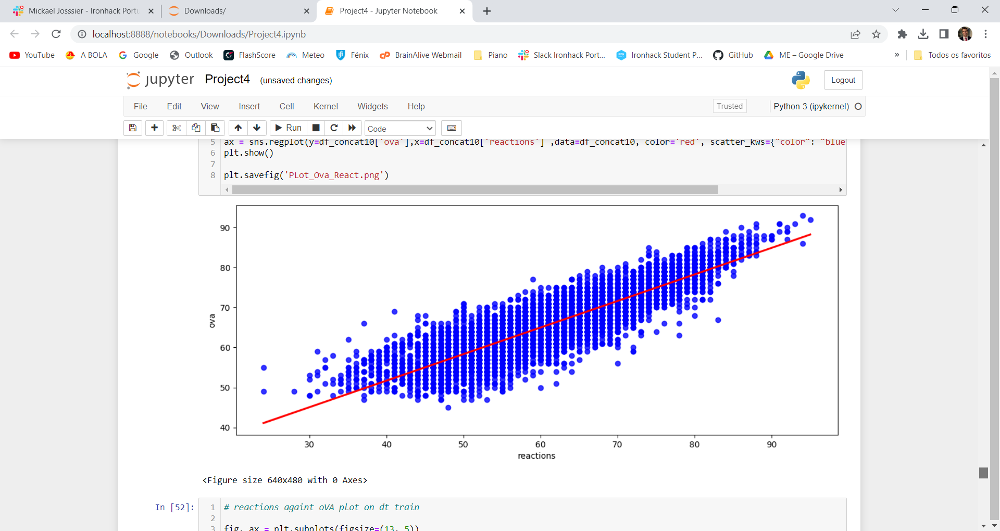 Mickael Josssier - Ironhack Portu
Downloads/
Project4 - Jupyter Notebook
localhost:8888/notebooks/Downloads/Project4.ipynb
YouTube
A BOLA
Google
Outlook
FlashScore
Meteo
Fénix
BrainAlive Webmail
Piano
Slack Ironhack Port...
Ironhack Student P...
GitHub
ME – Google Drive
»
Todos os favoritos
jupyter Project4 (unsaved changes)
Logout
File Edit View Insert Cell Kernel Widgets Help
Trusted
Python 3 (ipykernel)
Run
Code
5 ax = sns.regplot(y=df_concat10['ova'],x=df_concat10['reactions'] ,data=df_concat10, color='red', scatter_kws={"color": "blue
6 plt.show()
7
8 plt.savefig('PLot_Ova_React.png')
90
80
70
60
50
40
ova
30 40 50 60 70 80 90
reactions
<Figure size 640x480 with 0 Axes>
In [52]:
1 # reactions againt oVA plot on dt train
2
3 fig, ax = plt.subplots(figsize=(13, 5))